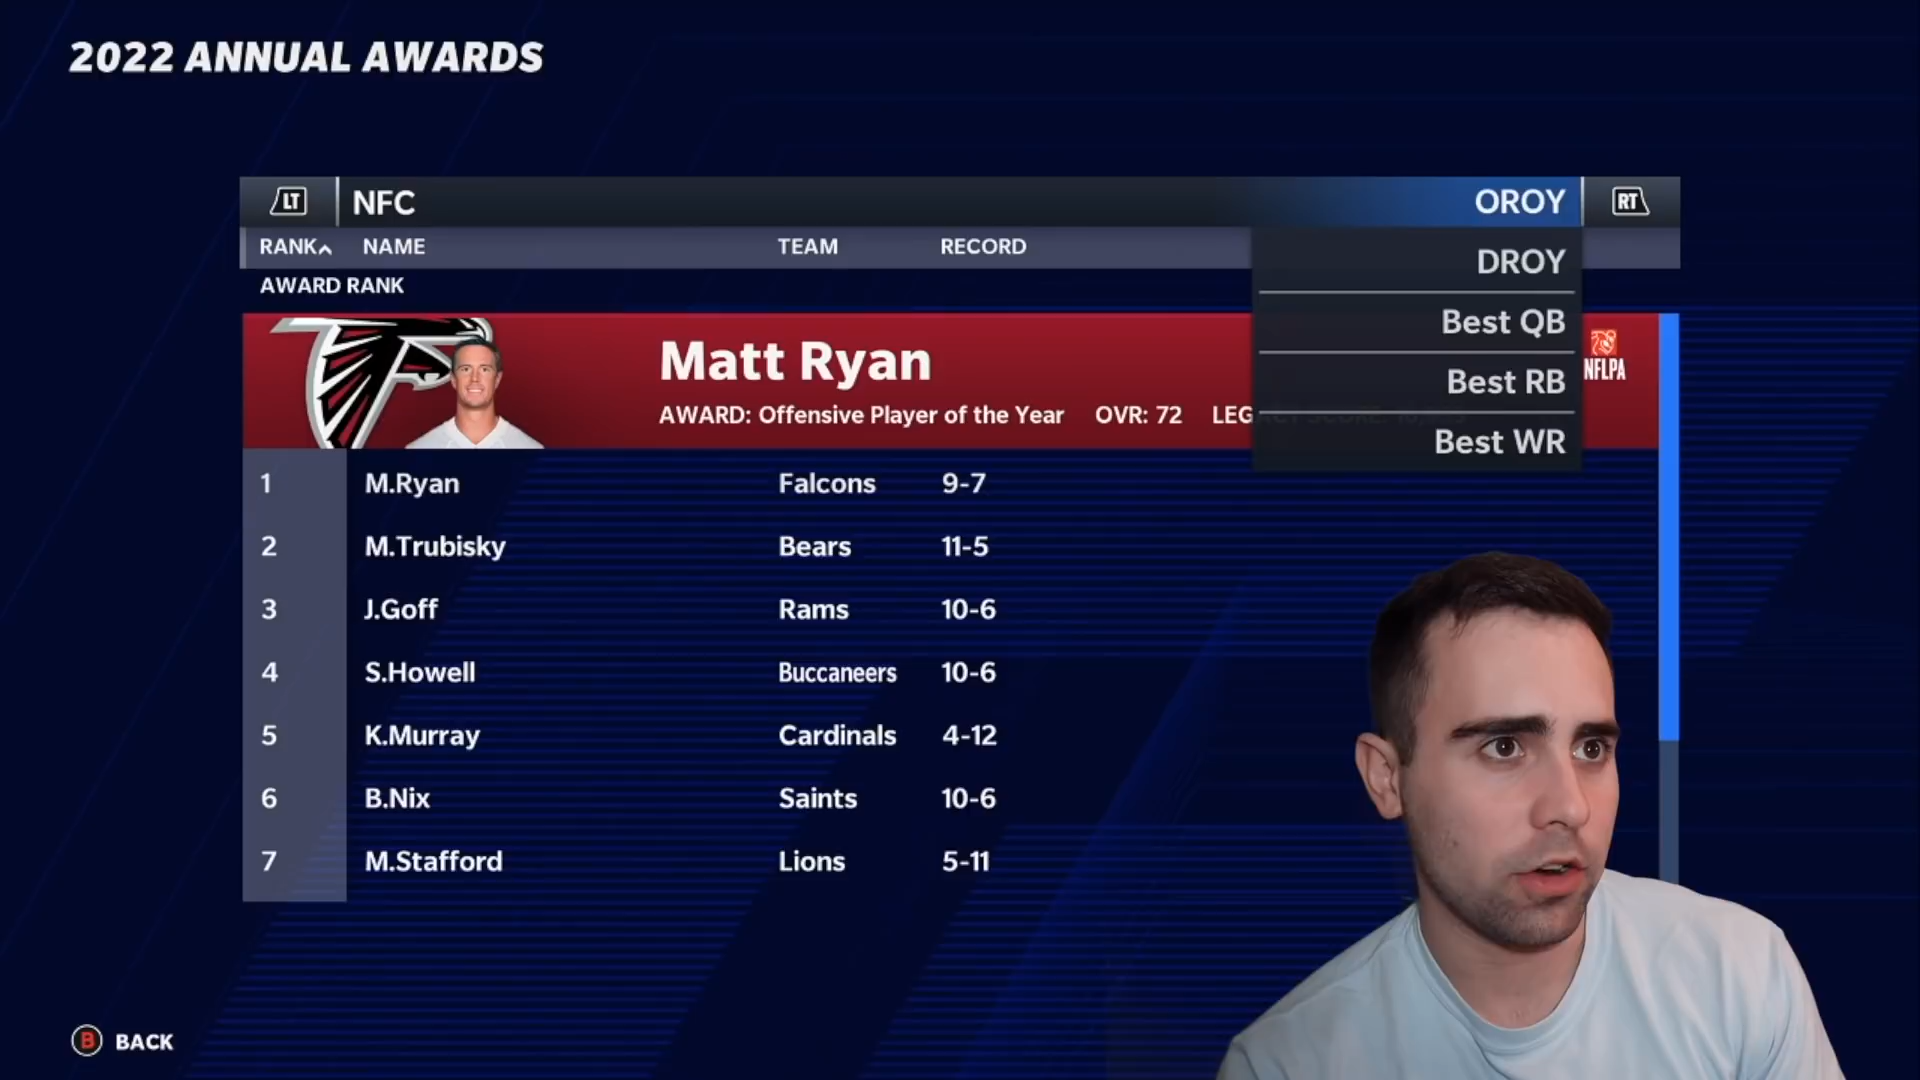 2022 ANNUAL AWARDS
LT NFC OROY RT
RANK NAME TEAM RECORD
DROY
AWARD RANK
Best QB
Best RB
Best WR
NFLPA
Matt Ryan
AWARD: Offensive Player of the Year OVR: 72 LEGACY SCORE:
1 M.Ryan Falcons 9-7
2 M.Trubisky Bears 11-5
3 J.Goff Rams 10-6
4 S.Howell Buccaneers 10-6
5 K.Murray Cardinals 4-12
6 B.Nix Saints 10-6
7 M.Stafford Lions 5-11
B BACK